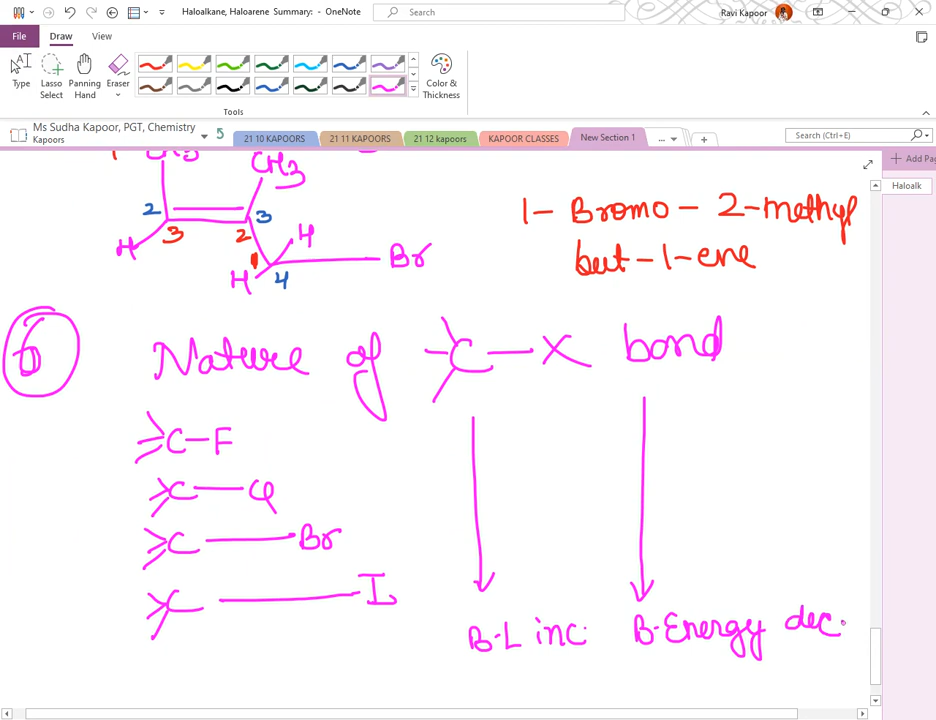 Haloalkane, Haloarene Summary: - OneNote
Search
Ravi Kapoor
File
Draw
View
Type
Lasso Select
Panning Hand
Eraser
Color & Thickness
Tools
Ms Sudha Kapoor, PGT, Chemistry
Kapoors
21 10 KAPOORS
21 11 KAPOORS
21 12 kapoors
KAPOOR CLASSES
New Section 1
...
Search (Ctrl+E)
Add Pag
Haloalk
CH3
CH3
2
3
H
3
2
H
1
Br
H
4
1- Bromo - 2-methyl
but - 1-ene
6
Nature of C-X bond
C-F
C-Cl
C-Br
C-I
B-L inc.
B-Energy dec.